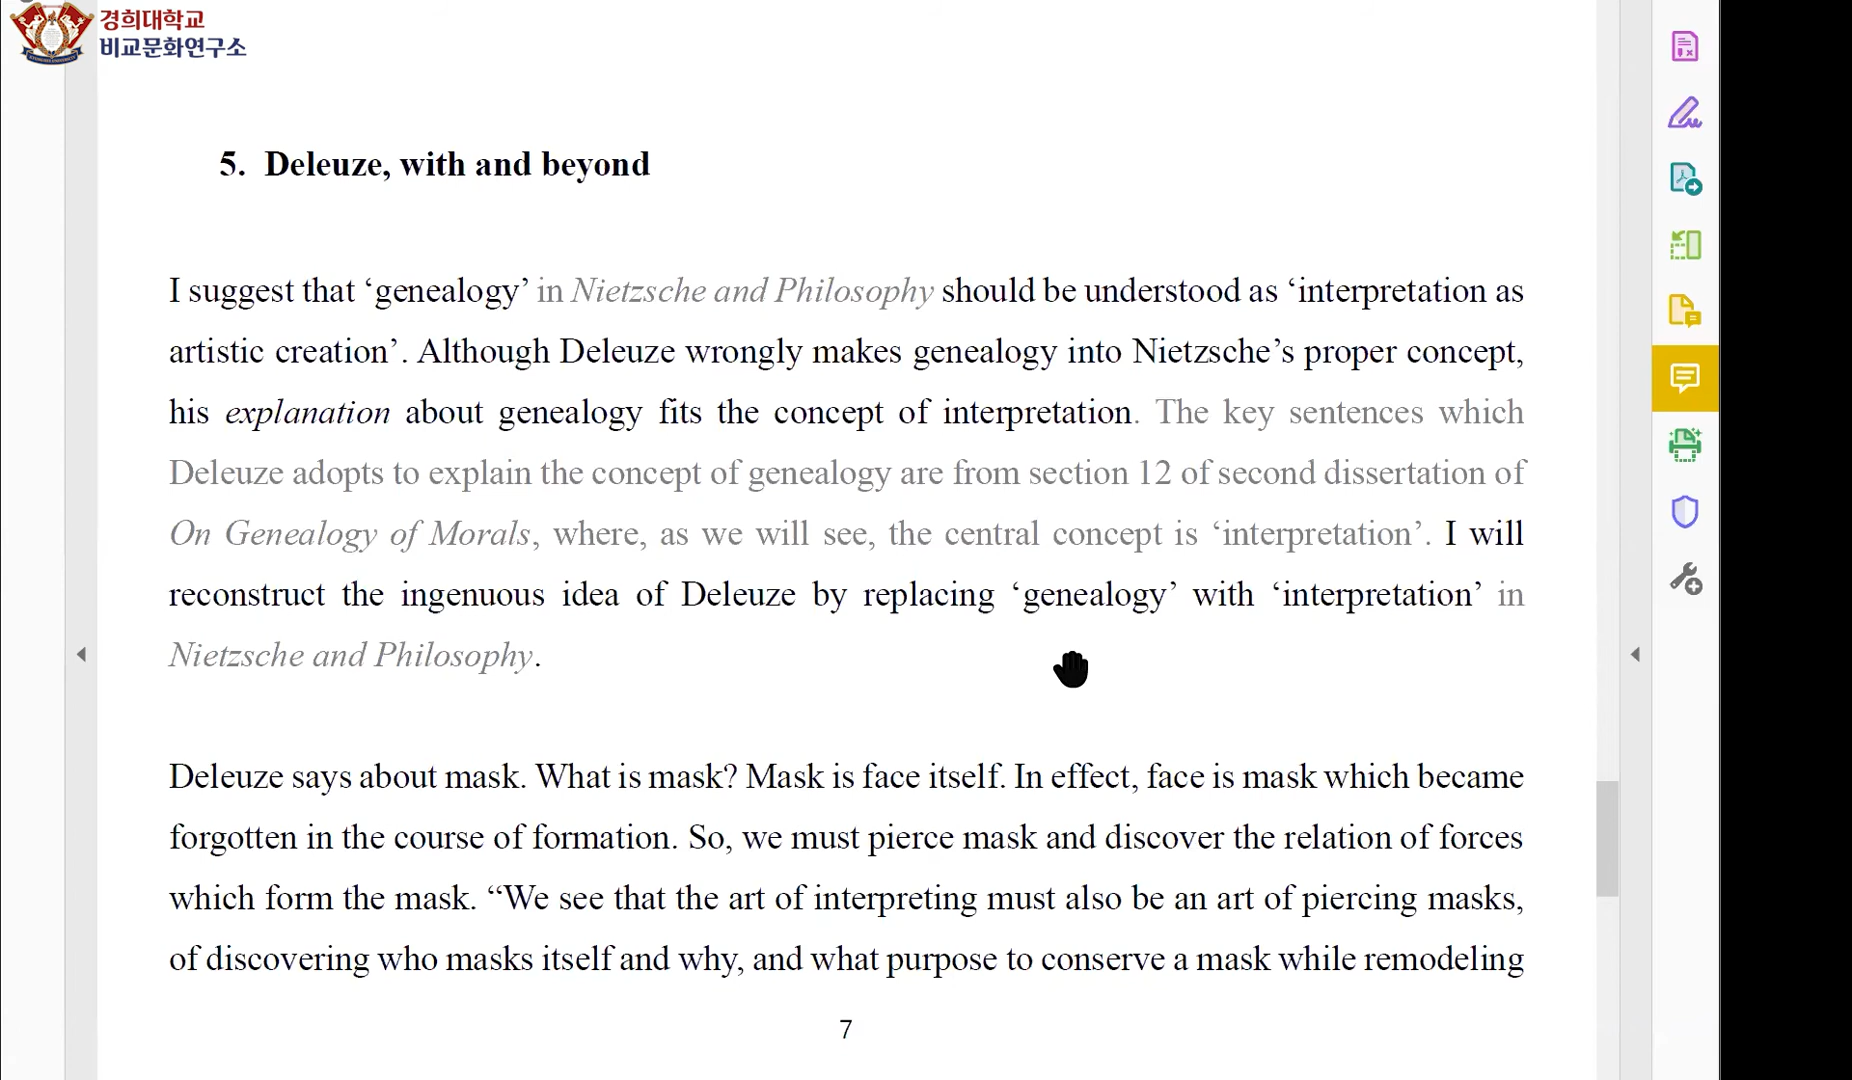 경희대학교
비교문화연구소
5. Deleuze, with and beyond
I suggest that ‘genealogy’ in Nietzsche and Philosophy should be understood as ‘interpretation as
artistic creation’. Although Deleuze wrongly makes genealogy into Nietzsche’s proper concept,
his explanation about genealogy fits the concept of interpretation. The key sentences which
Deleuze adopts to explain the concept of genealogy are from section 12 of second dissertation of
On Genealogy of Morals, where, as we will see, the central concept is ‘interpretation’. I will
reconstruct the ingenuous idea of Deleuze by replacing ‘genealogy’ with ‘interpretation’ in
Nietzsche and Philosophy.
Deleuze says about mask. What is mask? Mask is face itself. In effect, face is mask which became
forgotten in the course of formation. So, we must pierce mask and discover the relation of forces
which form the mask. “We see that the art of interpreting must also be an art of piercing masks,
of discovering who masks itself and why, and what purpose to conserve a mask while remodeling
7